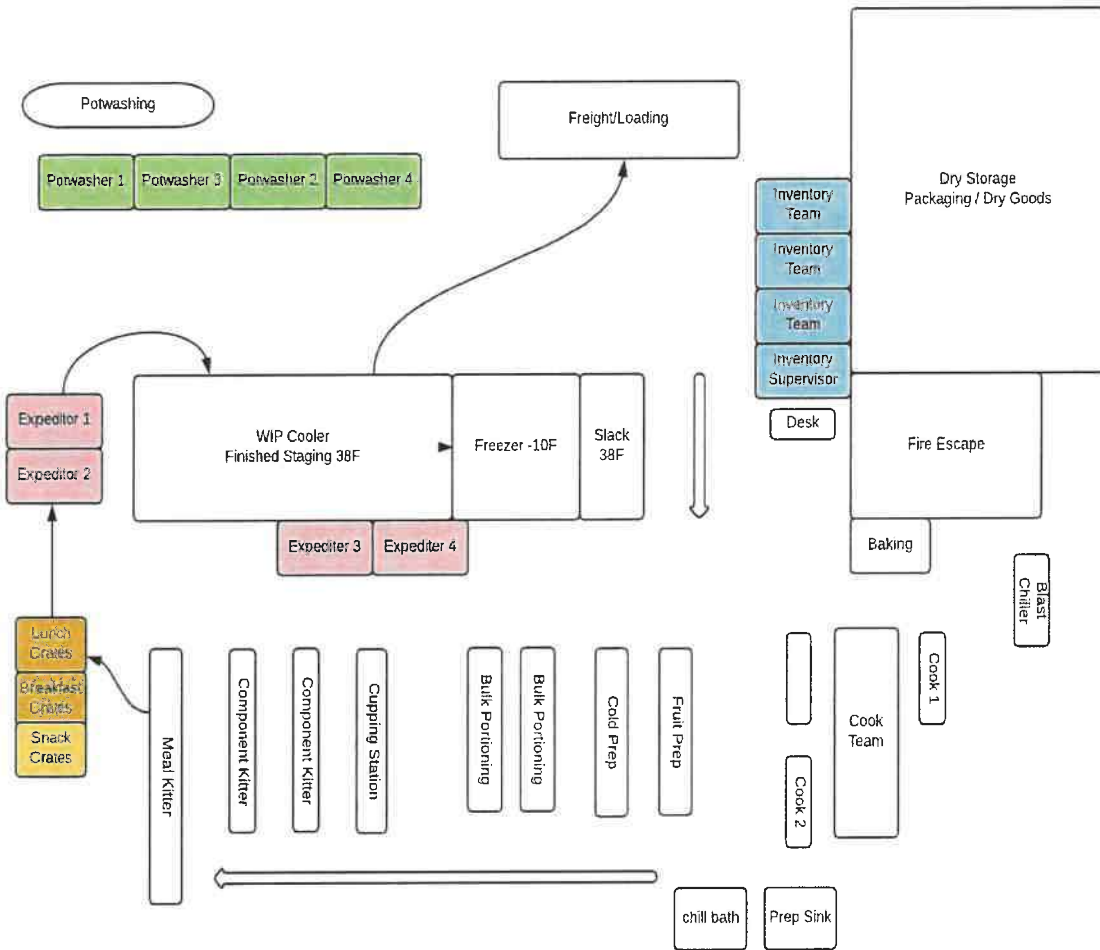 Potwashing
Freight/Loading
Potwasher 1
Potwasher 3
Potwasher 2
Potwasher 4
Dry Storage
Packaging / Dry Goods
Inventory
Team
Inventory
Team
Inventory
Team
Inventory
Supervisor
Desk
Fire Escape
Expeditor 1
Expeditor 2
WIP Cooler
Finished Staging 38F
Freezer -10F
Slack
38F
Expediter 3
Expediter 4
Baking
Blast
Chiller
Lunch
Crates
Breakfast
Crates
Snack
Crates
Meal Kitter
Component Kitter
Component Kitter
Cupping Station
Bulk Portioning
Bulk Portioning
Cold Prep
Fruit Prep
Cook 2
Cook
Team
Cook 1
chill bath
Prep Sink